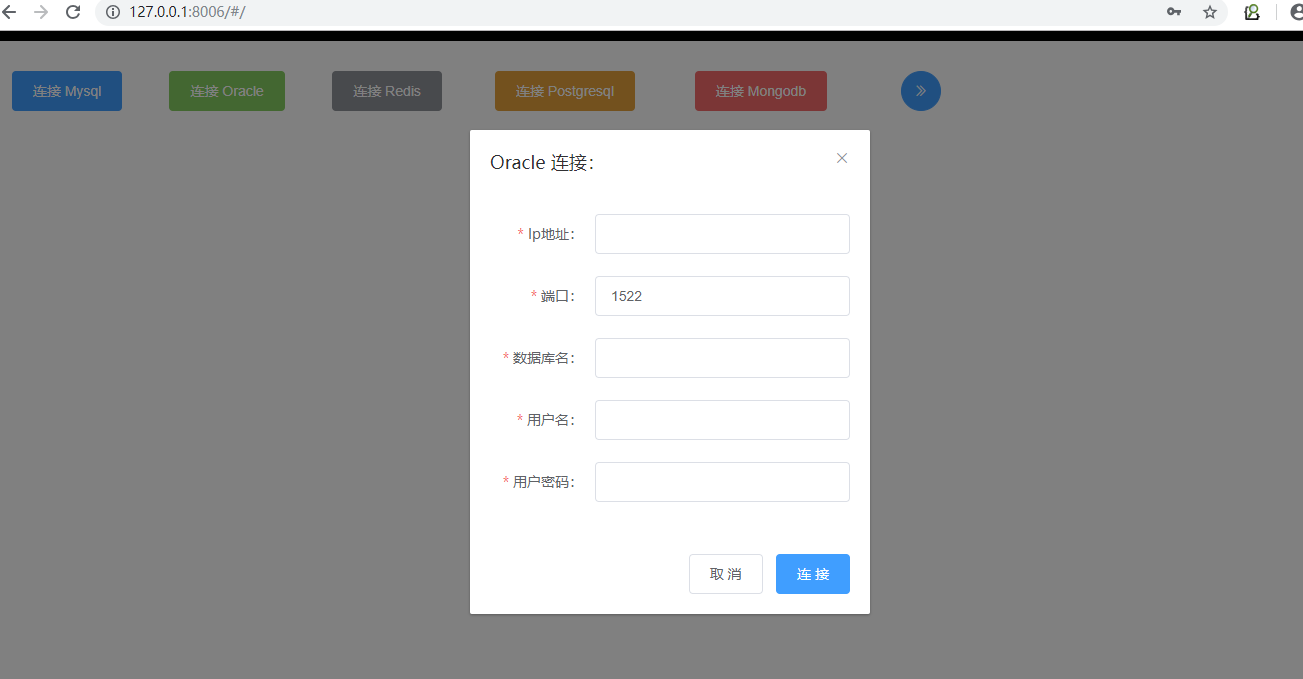 127.0.0.1:8006/#/
连接 Mysql
连接 Oracle
连接 Redis
连接 Postgresql
连接 Mongodb
Oracle 连接：
* Ip地址：
* 端口： 1522
* 数据库名：
* 用户名：
* 用户密码：
取 消
连 接